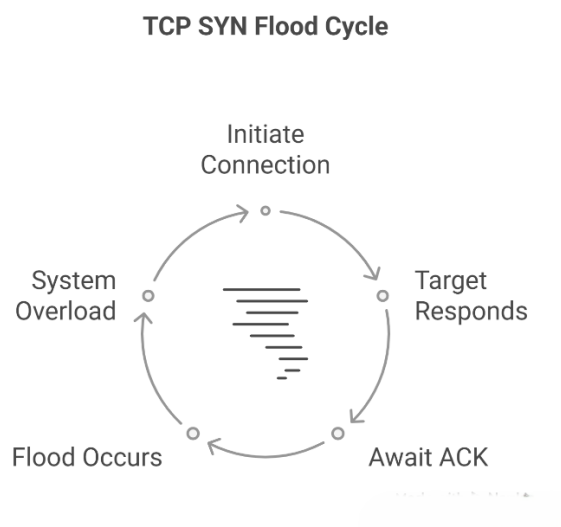 TCP SYN Flood Cycle
Initiate
Connection
Target
Responds
Await ACK
Flood Occurs
System
Overload